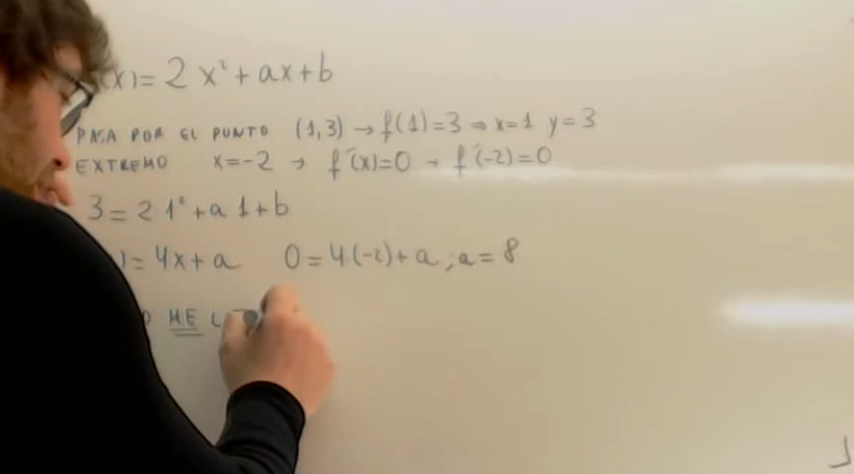 x)= 2x²+ax+b
PASA POR EL PUNTO (1,3) → f(1)=3 ⇒ x=1 y=3
EXTREMO x=-2 → f'(x)=0 → f'(-2)=0
3=2 1²+a 1+b
)=4x+a 0=4(-2)+a; a=8
ME